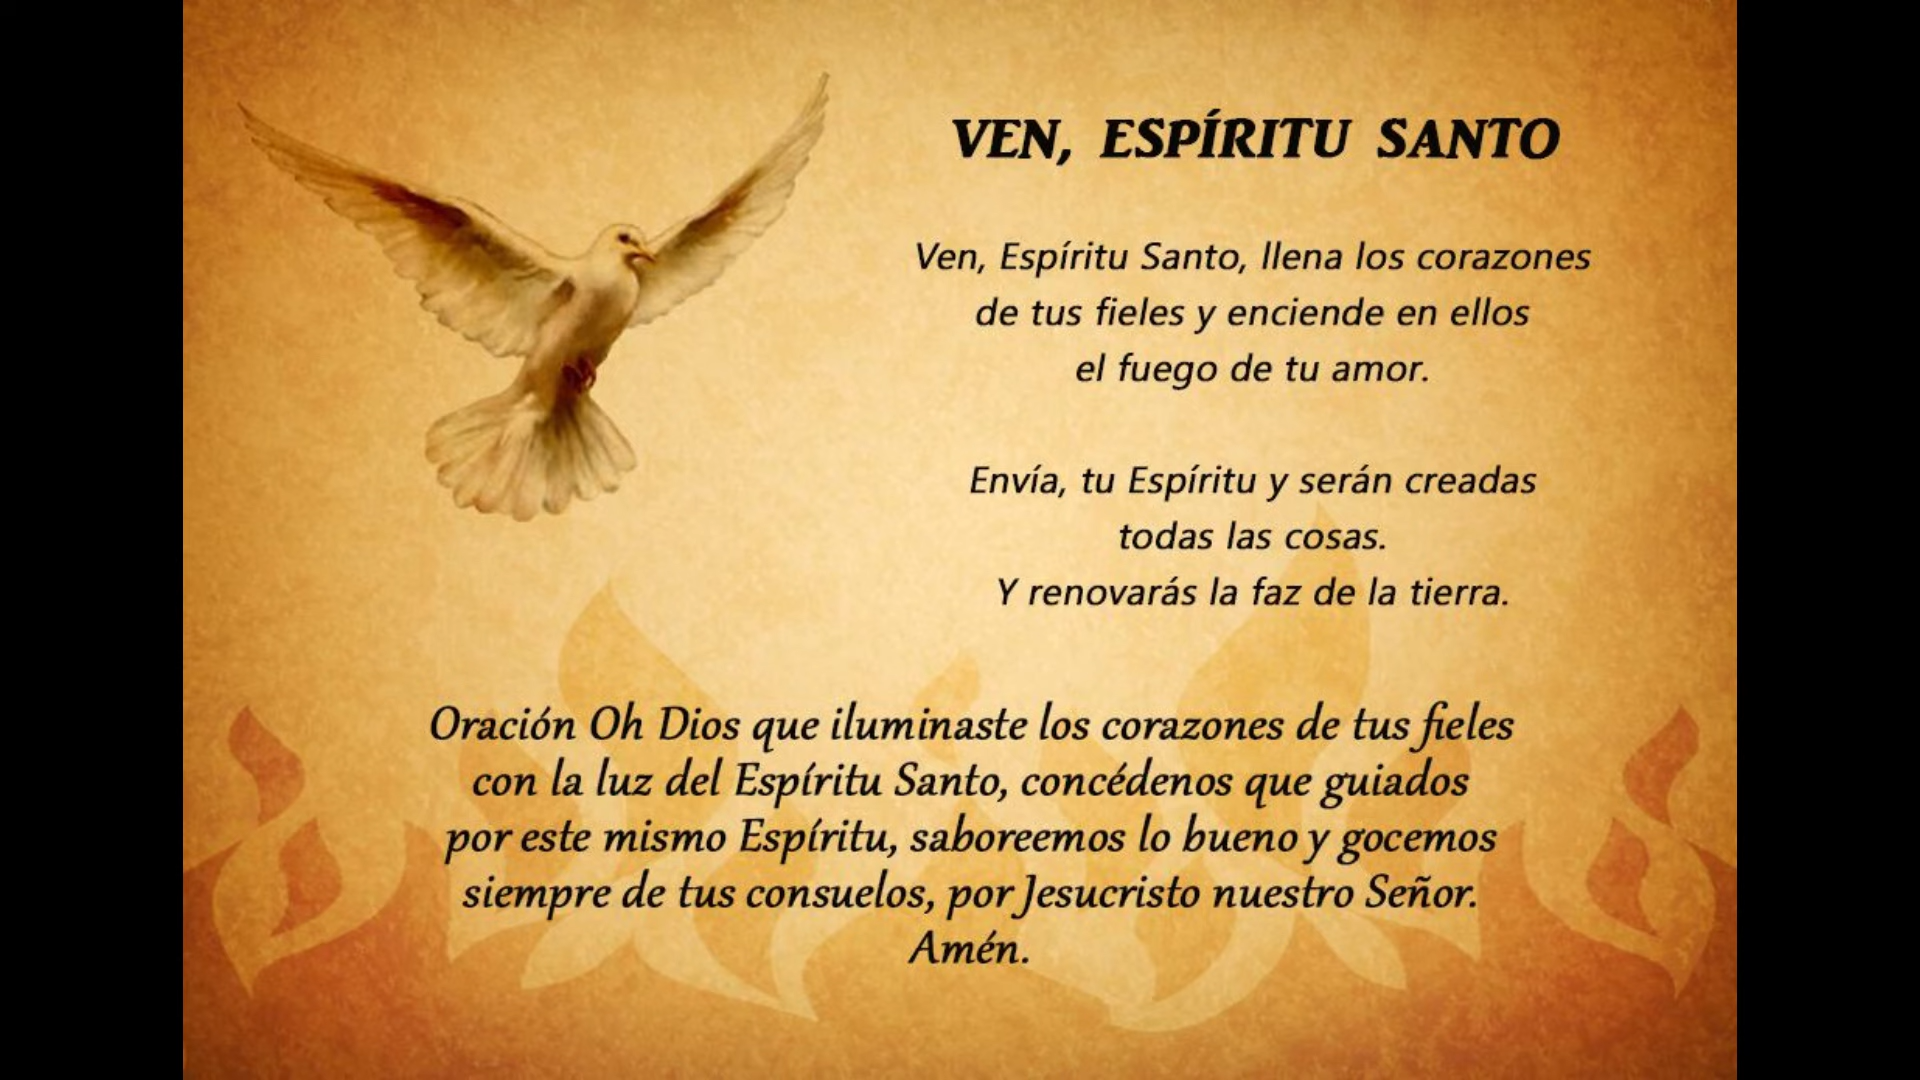 VEN, ESPÍRITU SANTO
Ven, Espíritu Santo, llena los corazones
de tus fieles y enciende en ellos
el fuego de tu amor.
Envía, tu Espíritu y serán creadas
todas las cosas.
Y renovarás la faz de la tierra.
Oración Oh Dios que iluminaste los corazones de tus fieles
con la luz del Espíritu Santo, concédenos que guiados
por este mismo Espíritu, saboreemos lo bueno y gocemos
siempre de tus consuelos, por Jesucristo nuestro Señor.
Amén.